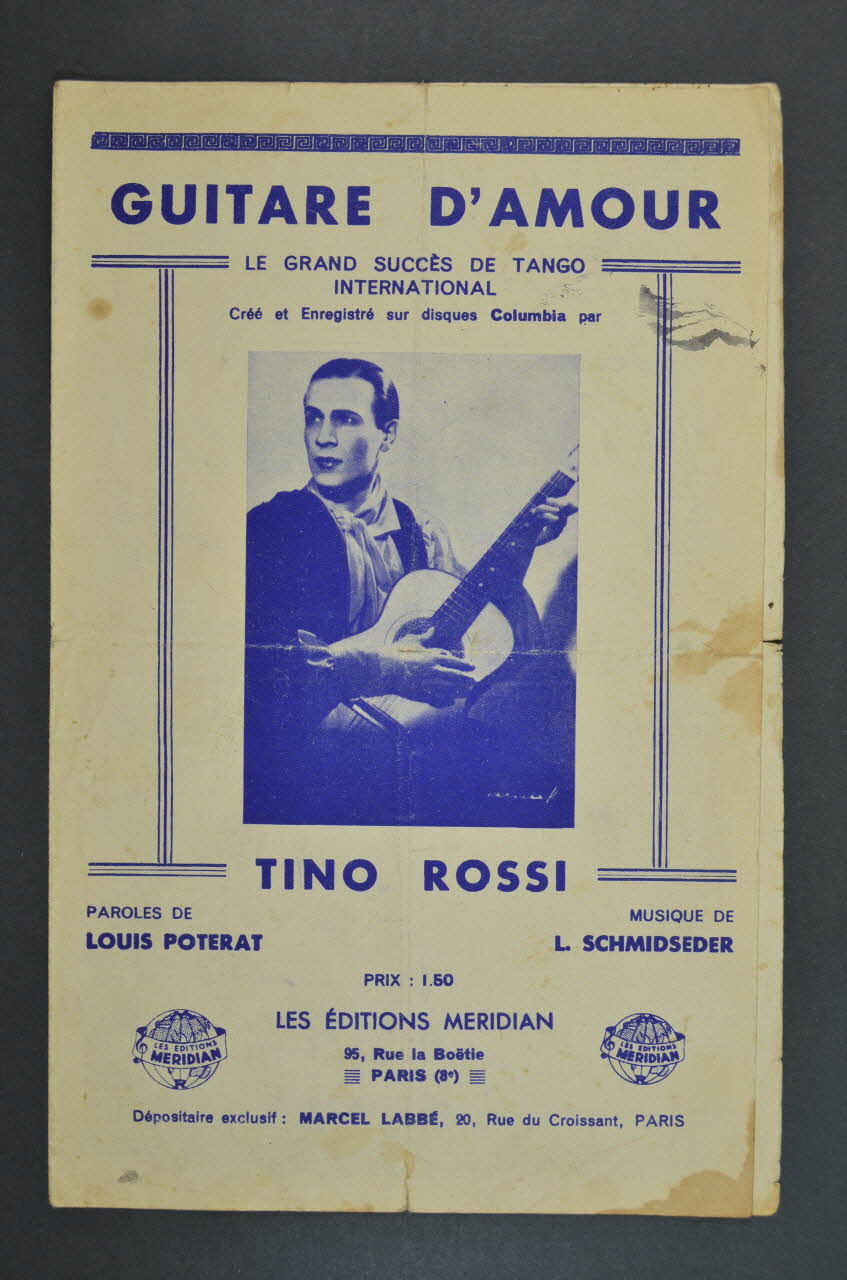 GUITARE D'AMOUR
LE GRAND SUCCÈS DE TANGO
INTERNATIONAL
Créé et Enregistré sur disques Columbia par
TINO ROSSI
PAROLES DE
LOUIS POTERAT
MUSIQUE DE
L. SCHMIDSEDER
PRIX : 1.50
LES ÉDITIONS MERIDIAN
95, Rue la Boëtie
PARIS (8e)
LES EDITIONS
MERIDIAN
LES EDITIONS
MERIDIAN
Dépositaire exclusif : MARCEL LABBÉ, 20, Rue du Croissant, PARIS